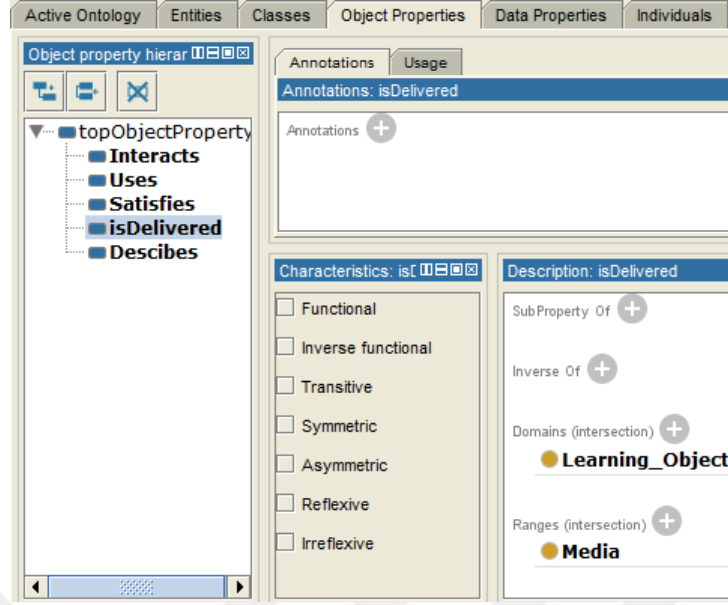 Active Ontology Entities Classes Object Properties Data Properties Individuals
Object property hierar
topObjectProperty
Interacts
Uses
Satisfies
isDelivered
Descibes
Annotations Usage
Annotations: isDelivered
Annotations
Characteristics: isD
Functional
Inverse functional
Transitive
Symmetric
Asymmetric
Reflexive
Irreflexive
Description: isDelivered
SubProperty Of
Inverse Of
Domains (intersection)
Learning_Object
Ranges (intersection)
Media